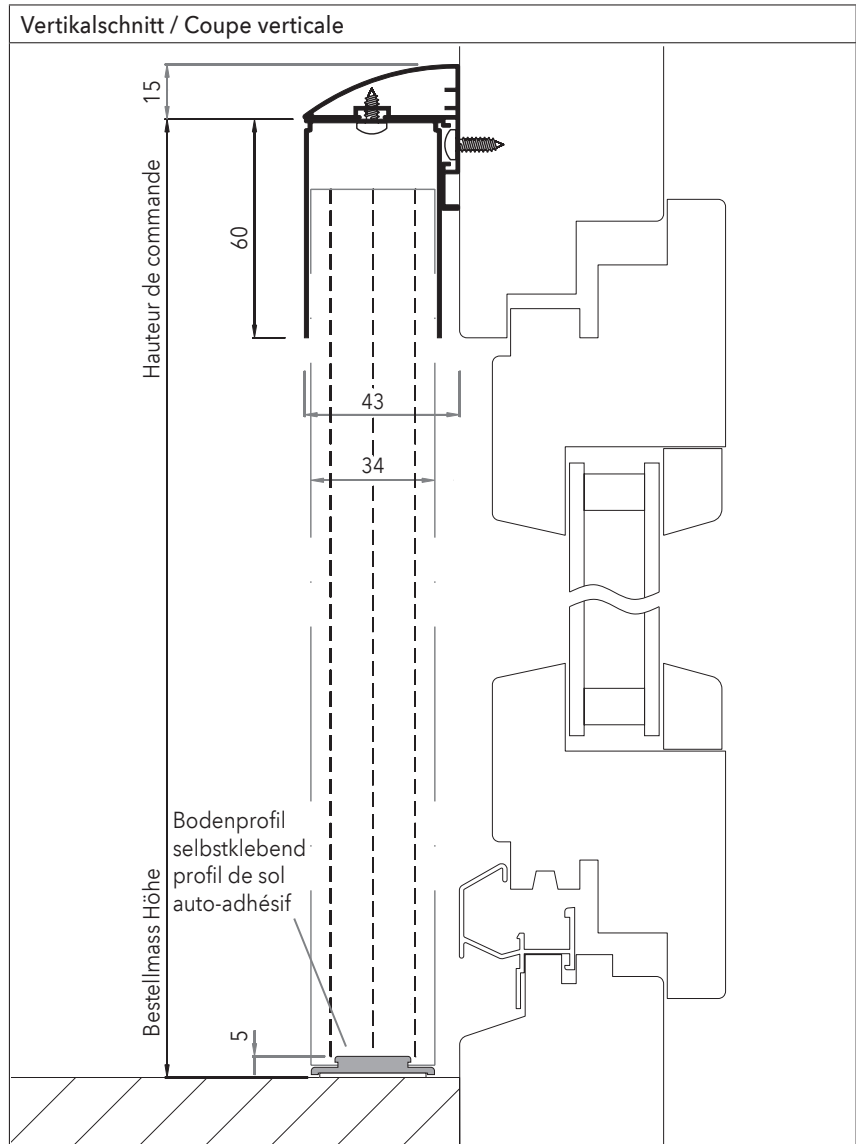 Vertikalschnitt / Coupe verticale
15
Hauteur de commande
60
43
34
Bodenprofil
selbstklebend
profil de sol
auto-adhésif
Bestellmass Höhe
5